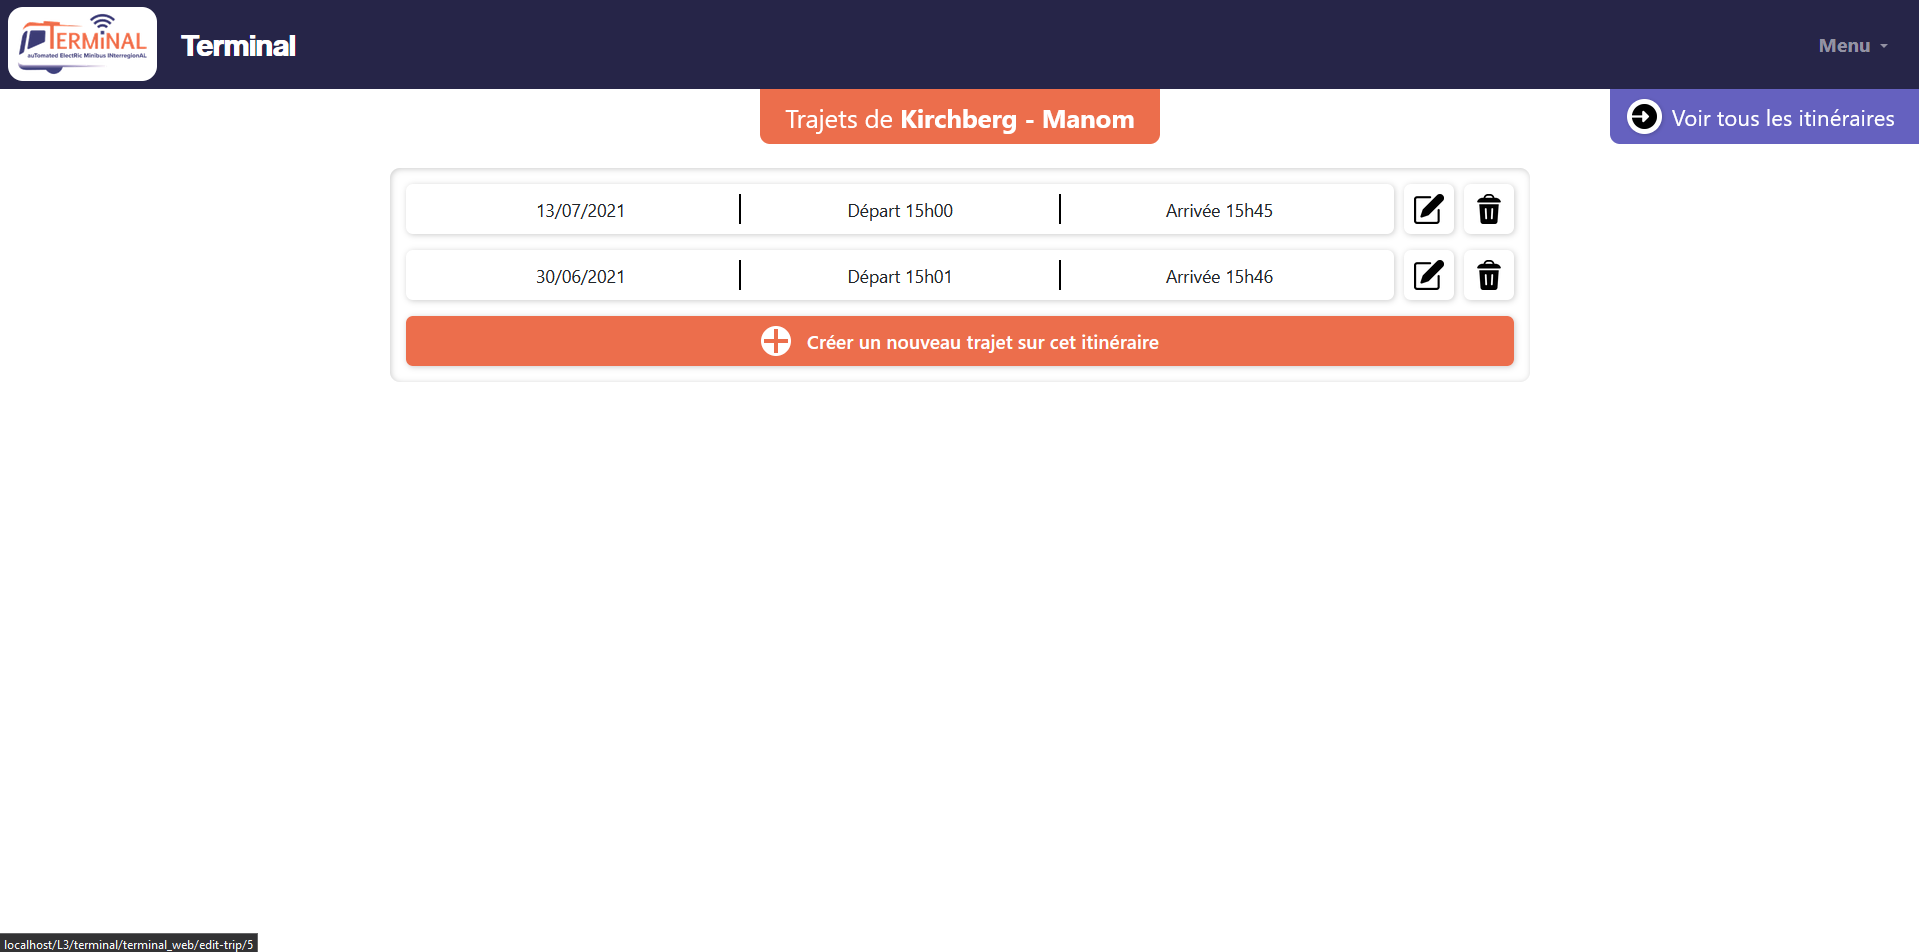 TERMINAL
auTomated ElectRic Minibus INterregionAL
Terminal
Menu
Trajets de Kirchberg - Manom
Voir tous les itinéraires
13/07/2021 Départ 15h00 Arrivée 15h45
30/06/2021 Départ 15h01 Arrivée 15h46
Créer un nouveau trajet sur cet itinéraire
localhost/L3/terminal/terminal_web/edit-trip/5